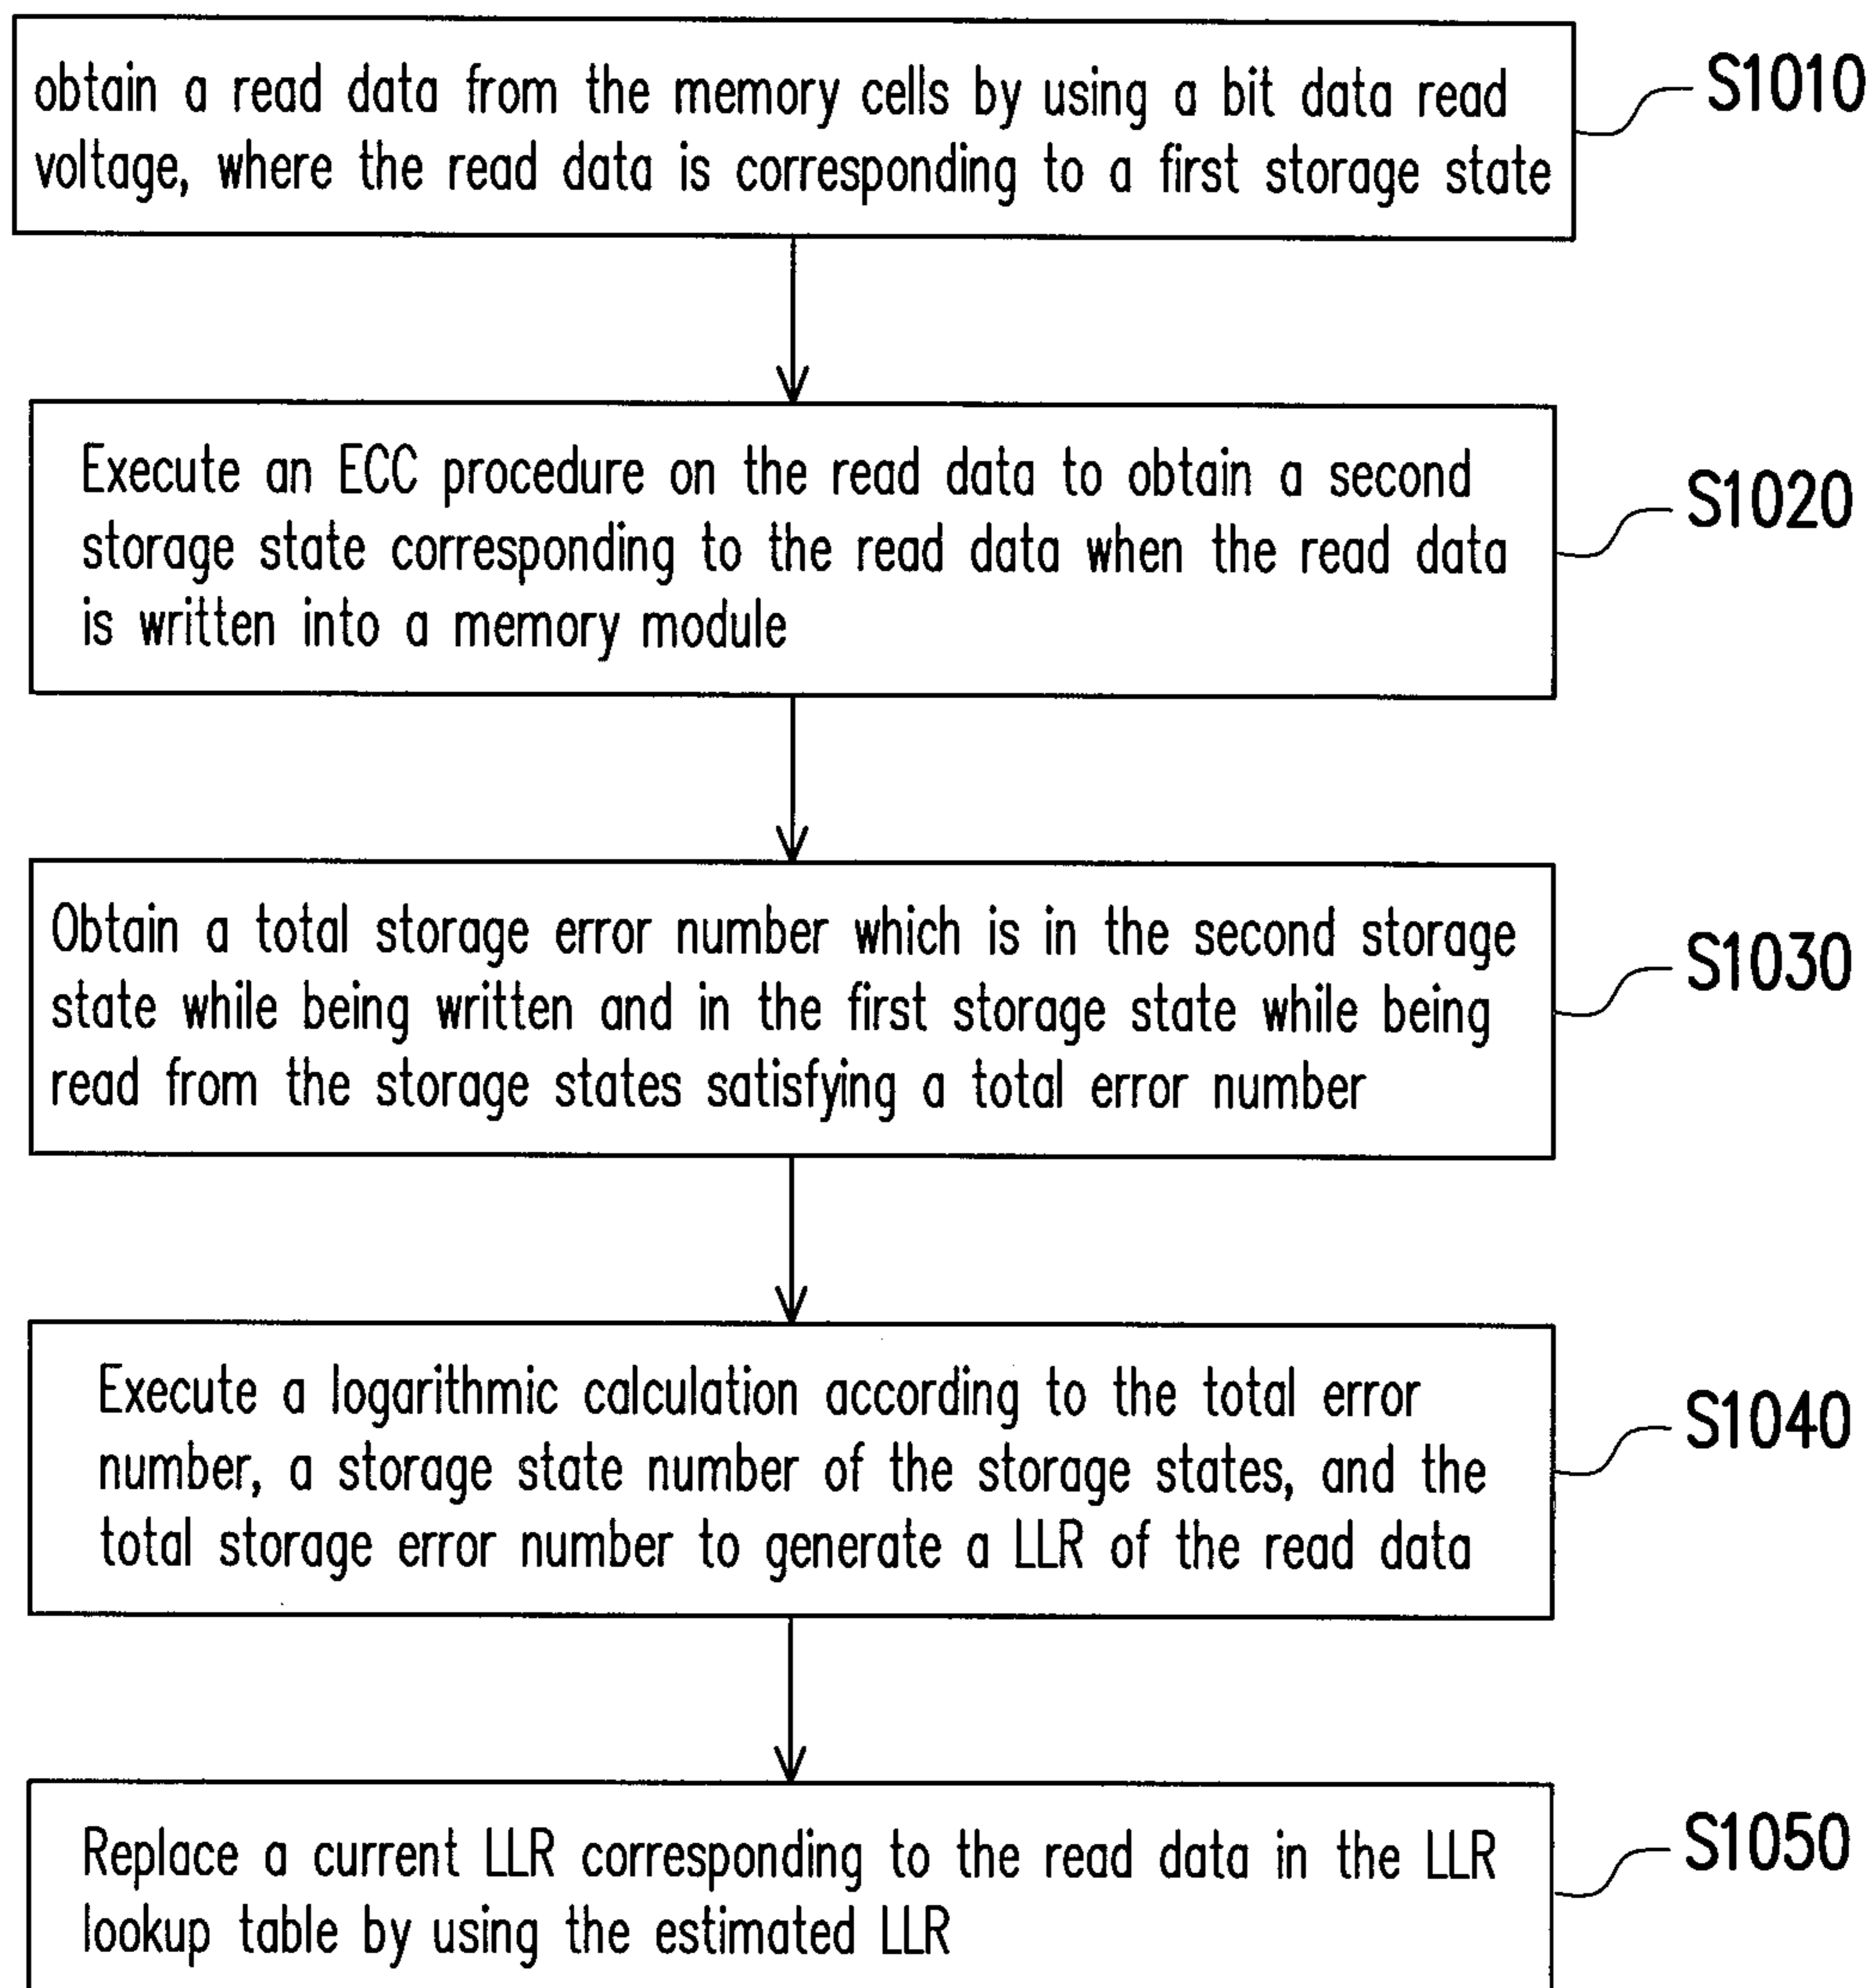 obtain a read data from the memory cells by using a bit data read
voltage, where the read data is corresponding to a first storage state
S1010
Execute an ECC procedure on the read data to obtain a second
storage state corresponding to the read data when the read data
is written into a memory module
S1020
Obtain a total storage error number which is in the second storage
state while being written and in the first storage state while being
read from the storage states satisfying a total error number
S1030
Execute a logarithmic calculation according to the total error
number, a storage state number of the storage states, and the
total storage error number to generate a LLR of the read data
S1040
Replace a current LLR corresponding to the read data in the LLR
lookup table by using the estimated LLR
S1050